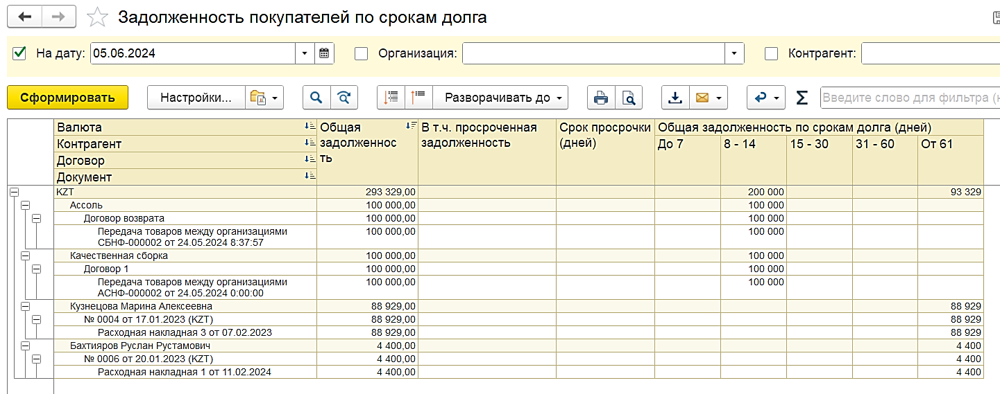 Задолженность покупателей по срокам долга
На дату: 05.06.2024 Организация: Контрагент:
Сформировать Настройки... Разворачивать до Σ Введите слово для фильтра (
Валюта Общая задолженнос ть В т.ч. просроченная задолженность Срок просрочки (дней) Общая задолженность по срокам долга (дней)
Контрагент До 7 8 - 14 15 - 30 31 - 60 От 61
Договор
Документ
KZT 293 329,00 200 000 93 329
Ассоль 100 000,00 100 000
Договор возврата 100 000,00 100 000
Передача товаров между организациями 100 000,00 100 000
СБНФ-000002 от 24.05.2024 8:37:57
Качественная сборка 100 000,00 100 000
Договор 1 100 000,00 100 000
Передача товаров между организациями 100 000,00 100 000
АСНФ-000002 от 24.05.2024 0:00:00
Кузнецова Марина Алексеевна 88 929,00 88 929
№ 0004 от 17.01.2023 (KZT) 88 929,00 88 929
Расходная накладная 3 от 07.02.2023 88 929,00 88 929
Бахтияров Руслан Рустамович 4 400,00 4 400
№ 0006 от 20.01.2023 (KZT) 4 400,00 4 400
Расходная накладная 1 от 11.02.2024 4 400,00 4 400